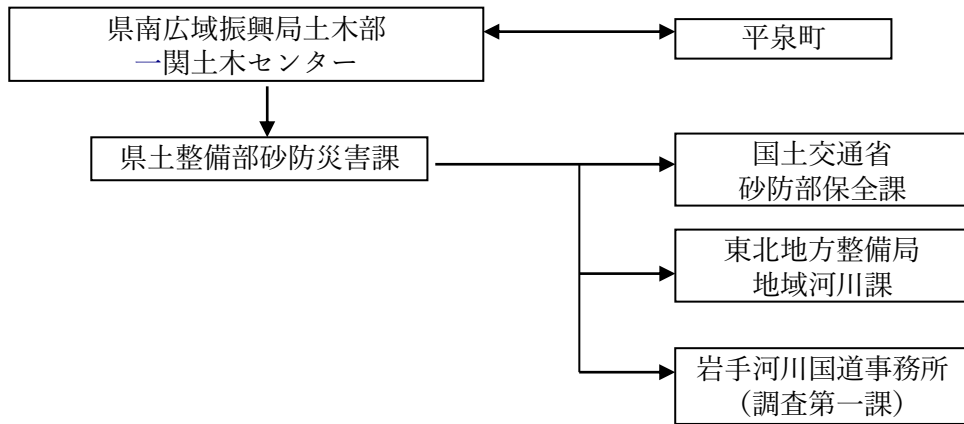 県南広域振興局土木部
一関土木センター
平泉町
県土整備部砂防災害課
国土交通省
砂防部保全課
東北地方整備局
地域河川課
岩手河川国道事務所
（調査第一課）